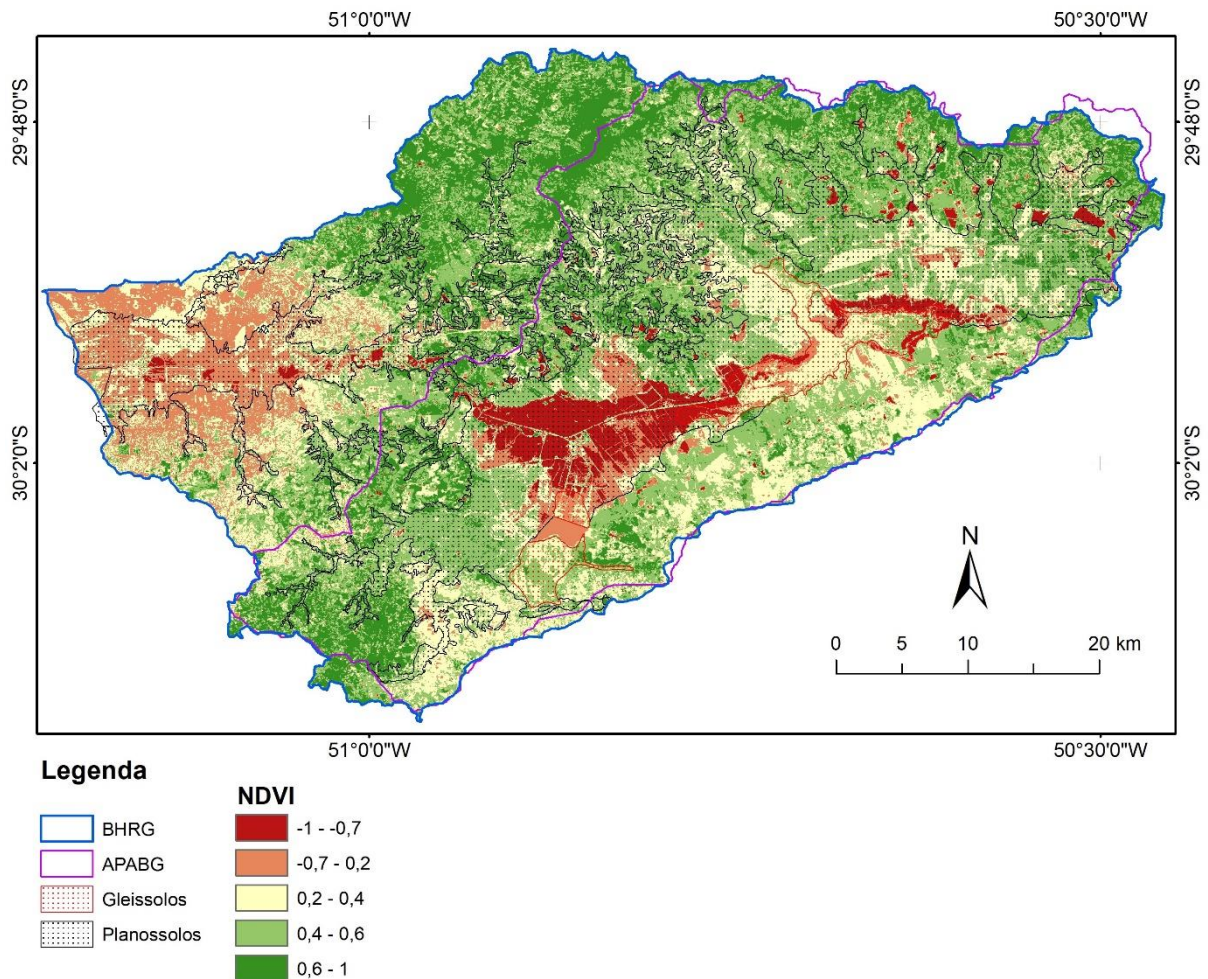 51°0'0"W 50°30'0"W
29°48'0"S 29°48'0"S
30°2'0"S 30°2'0"S
N
0 5 10 20 km
51°0'0"W 50°30'0"W
Legenda
BHRG
APABG
Gleissolos
Planossolos
NDVI
-1 - -0,7
-0,7 - 0,2
0,2 - 0,4
0,4 - 0,6
0,6 - 1